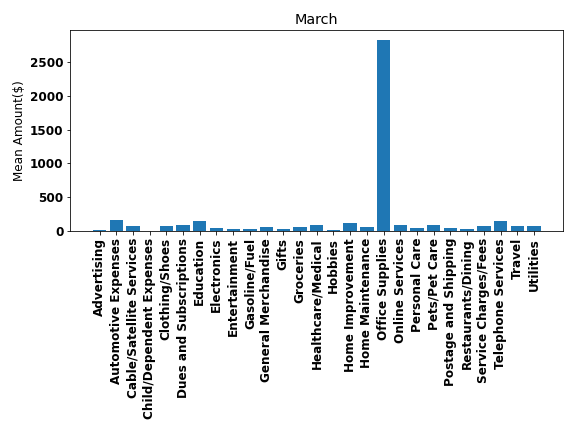 March
Mean Amount($)
2500
2000
1500
1000
500
0
Advertising
Automotive Expenses
Cable/Satellite Services
Child/Dependent Expenses
Clothing/Shoes
Dues and Subscriptions
Education
Electronics
Entertainment
Gasoline/Fuel
General Merchandise
Gifts
Groceries
Healthcare/Medical
Hobbies
Home Improvement
Home Maintenance
Office Supplies
Online Services
Personal Care
Pets/Pet Care
Postage and Shipping
Restaurants/Dining
Service Charges/Fees
Telephone Services
Travel
Utilities